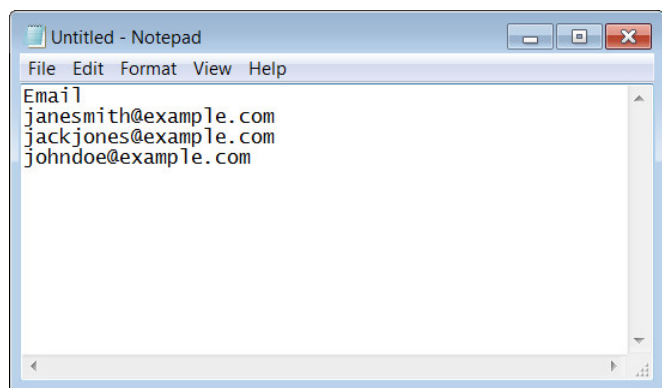 Untitled - Notepad
File Edit Format View Help
Email
janesmith@example.com
jackjones@example.com
johndoe@example.com